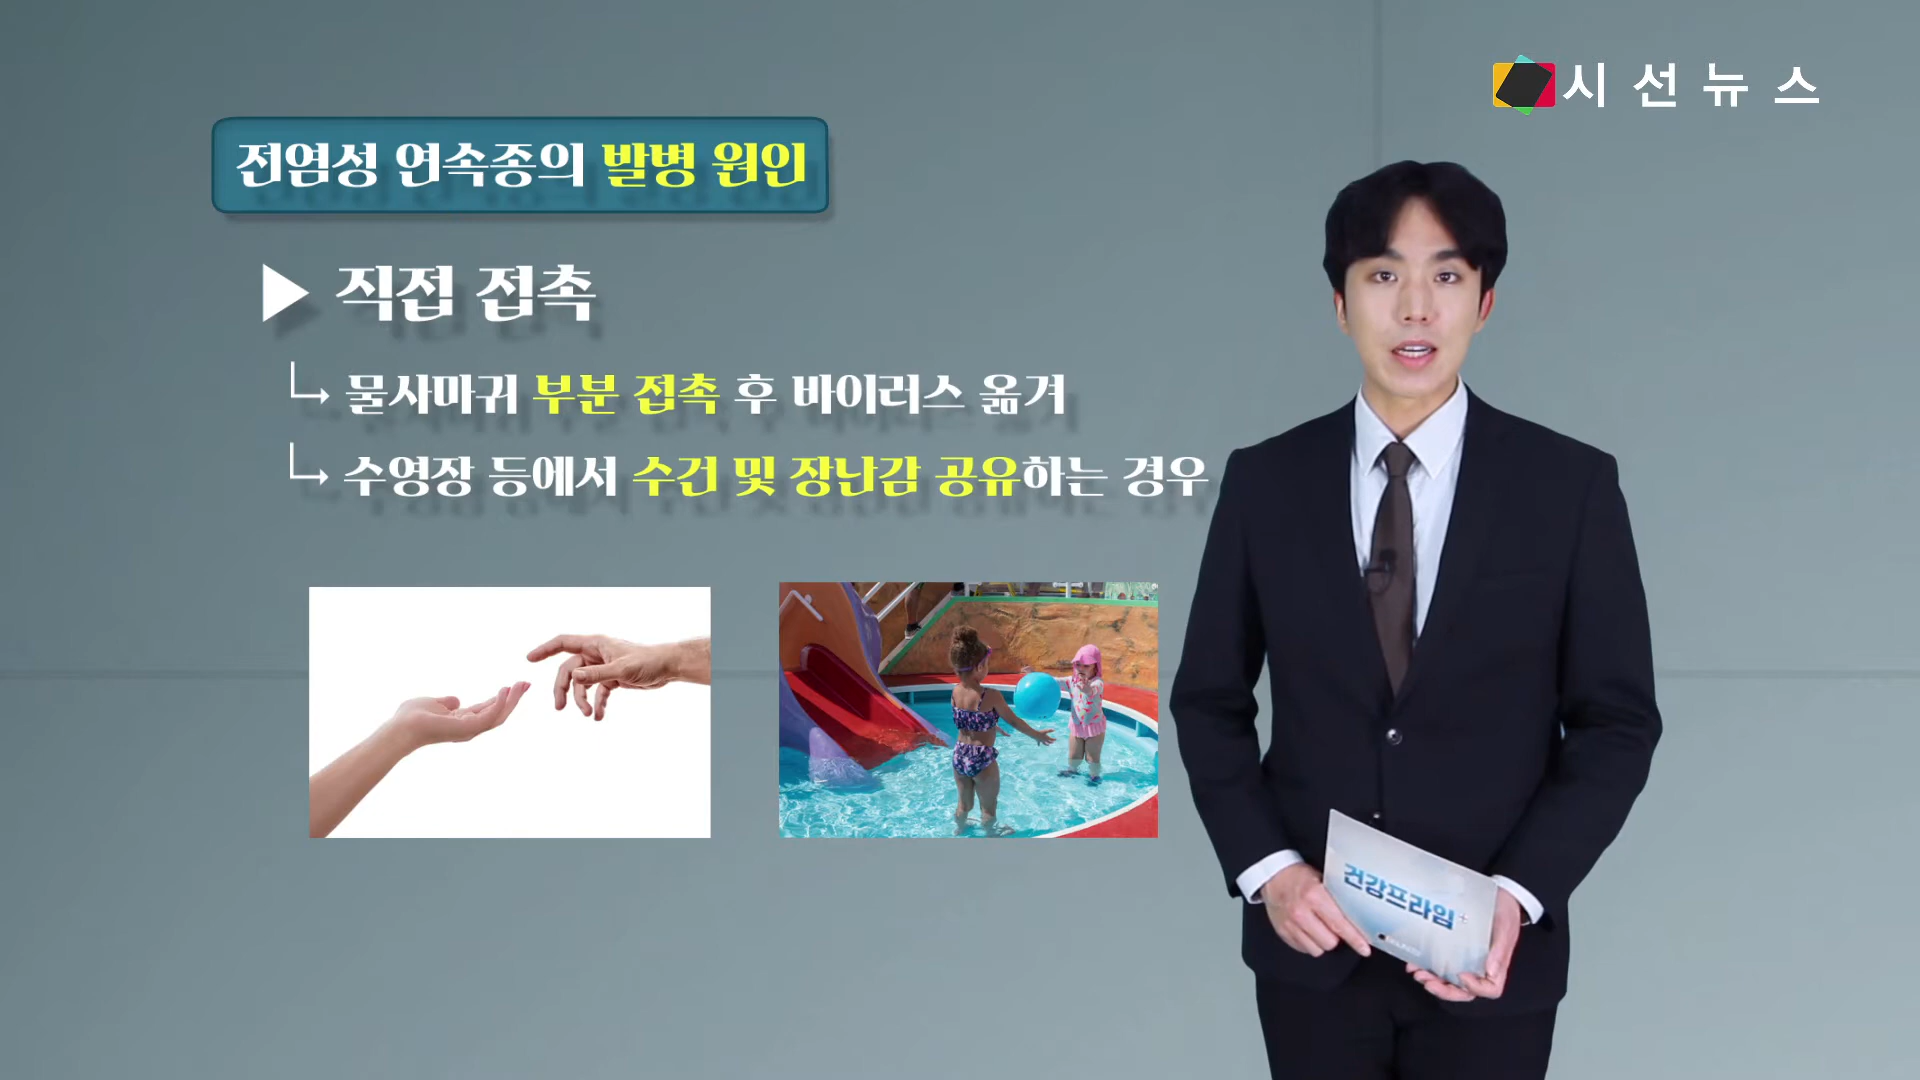 시선뉴스
전염성 연속종의 발병 원인
▶ 직접 접촉
물사마귀 부분 접촉 후 바이러스 옮겨
수영장 등에서 수건 및 장난감 공유하는 경우
건강프라임+